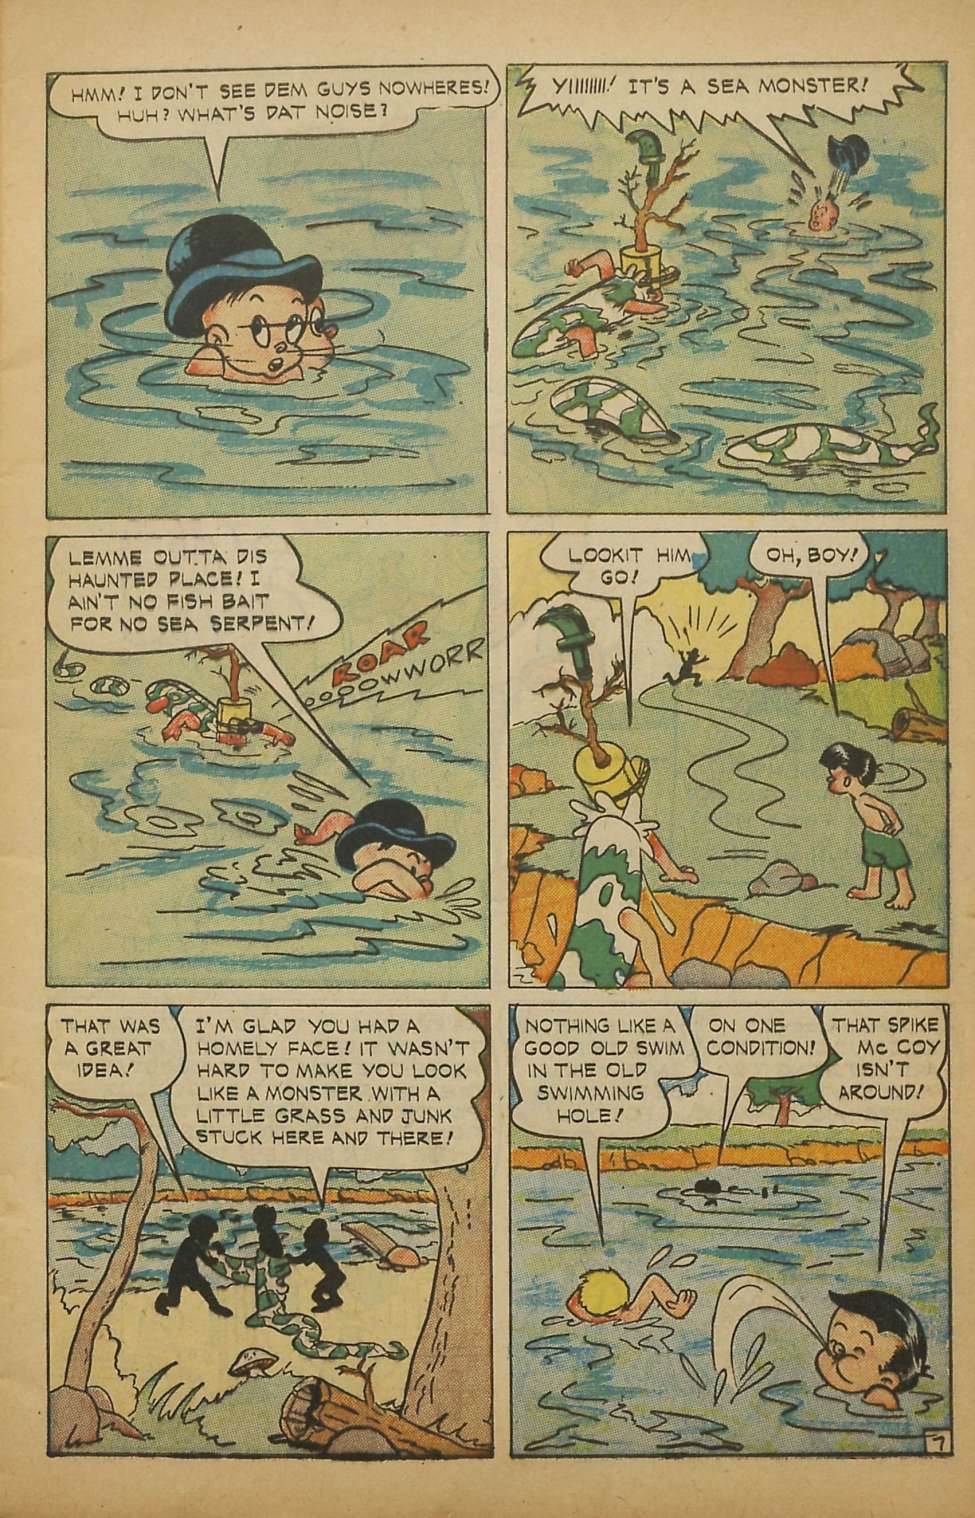 HMM! I DON'T SEE DEM GUYS NOWHERES!
HUH? WHAT'S DAT NOISE?
YIIIIIIII! IT'S A SEA MONSTER!
LEMME OUTTA DIS
HAUNTED PLACE! I
AIN'T NO FISH BAIT
FOR NO SEA SERPENT!
ROAR
OOOOWWORR
LOOKIT HIM
GO!
OH, BOY!
THAT WAS
A GREAT
IDEA!
I'M GLAD YOU HAD A
HOMELY FACE! IT WASN'T
HARD TO MAKE YOU LOOK
LIKE A MONSTER WITH A
LITTLE GRASS AND JUNK
STUCK HERE AND THERE!
NOTHING LIKE A
GOOD OLD SWIM
IN THE OLD
SWIMMING
HOLE!
ON ONE
CONDITION!
THAT SPIKE
Mc COY
ISN'T
AROUND!
7